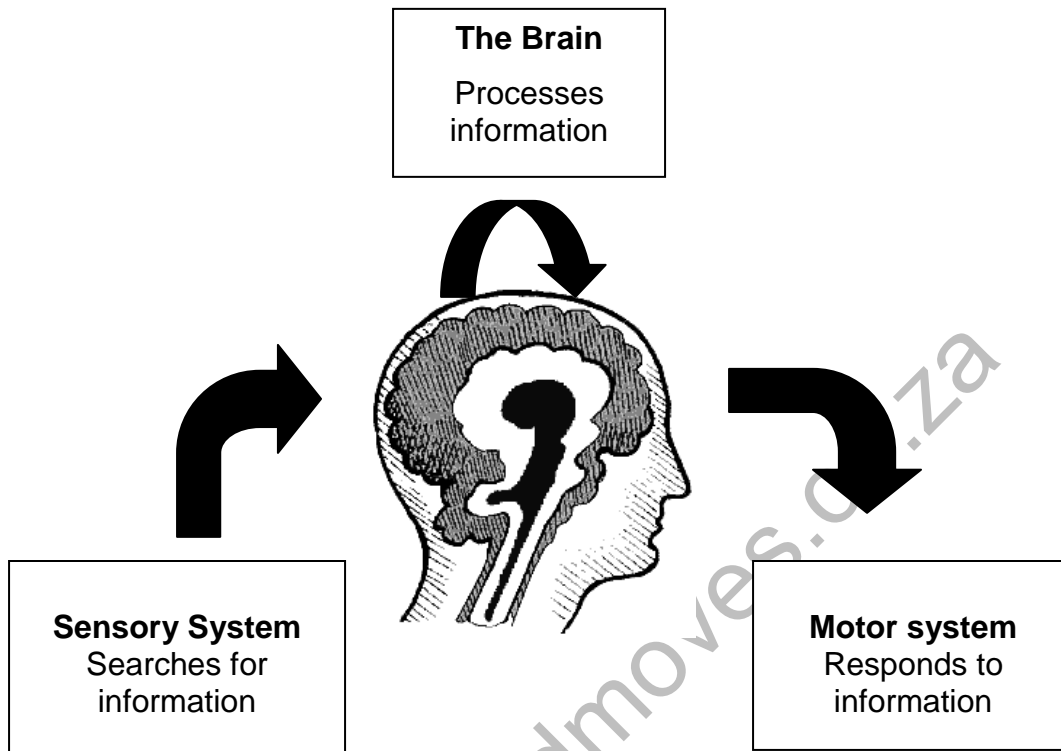 The Brain
Processes
information
Sensory System
Searches for
information
Motor system
Responds to
information